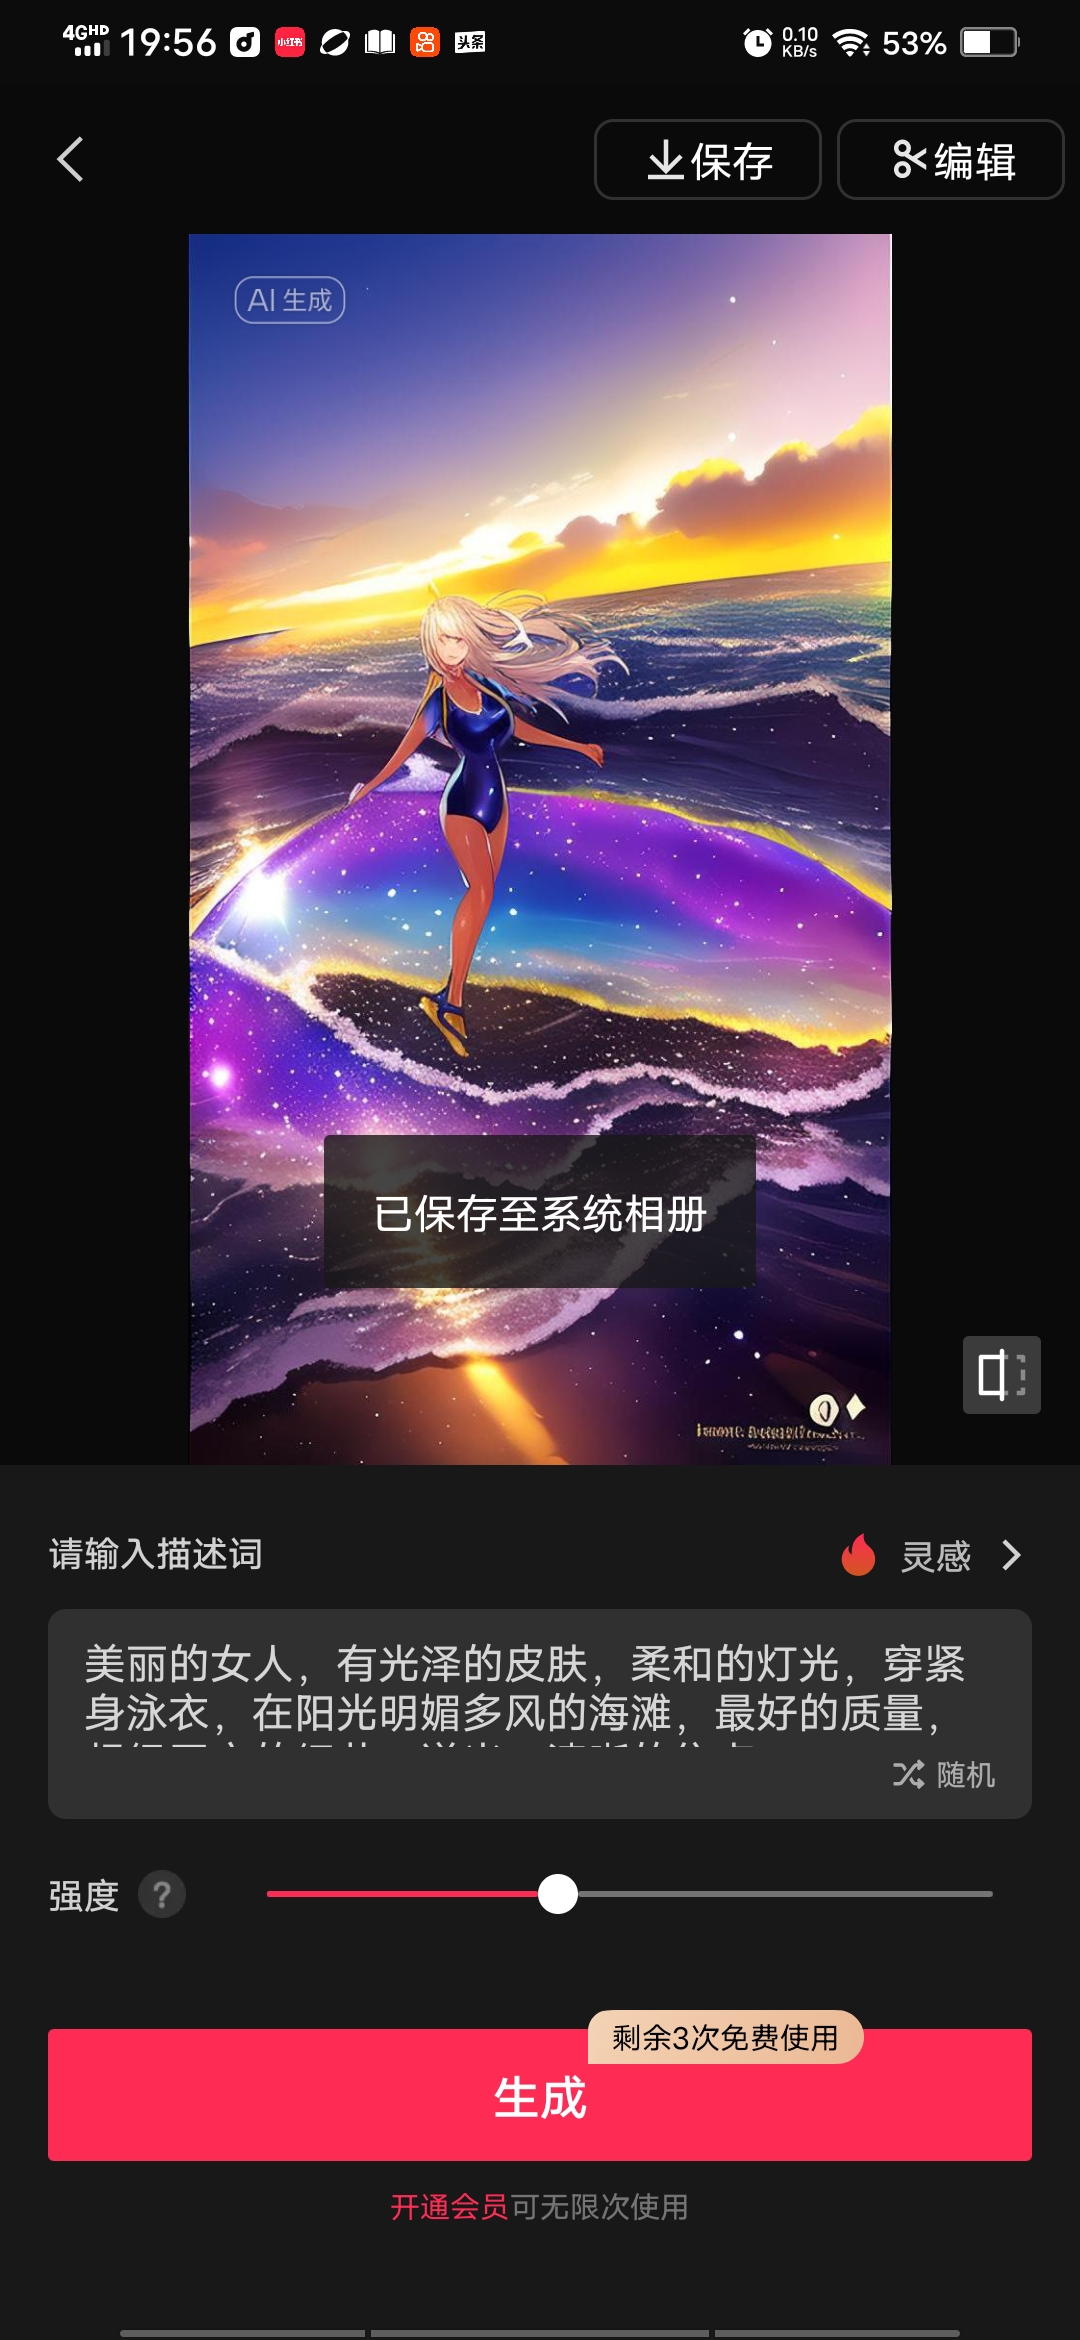 4GHD 19:56 小红书 头条 0.10 KB/s 53%
保存 编辑
AI 生成
已保存至系统相册
请输入描述词 灵感
美丽的女人，有光泽的皮肤，柔和的灯光，穿紧
身泳衣，在阳光明媚多风的海滩，最好的质量，
随机
强度 ?
剩余3次免费使用
生成
开通会员可无限次使用